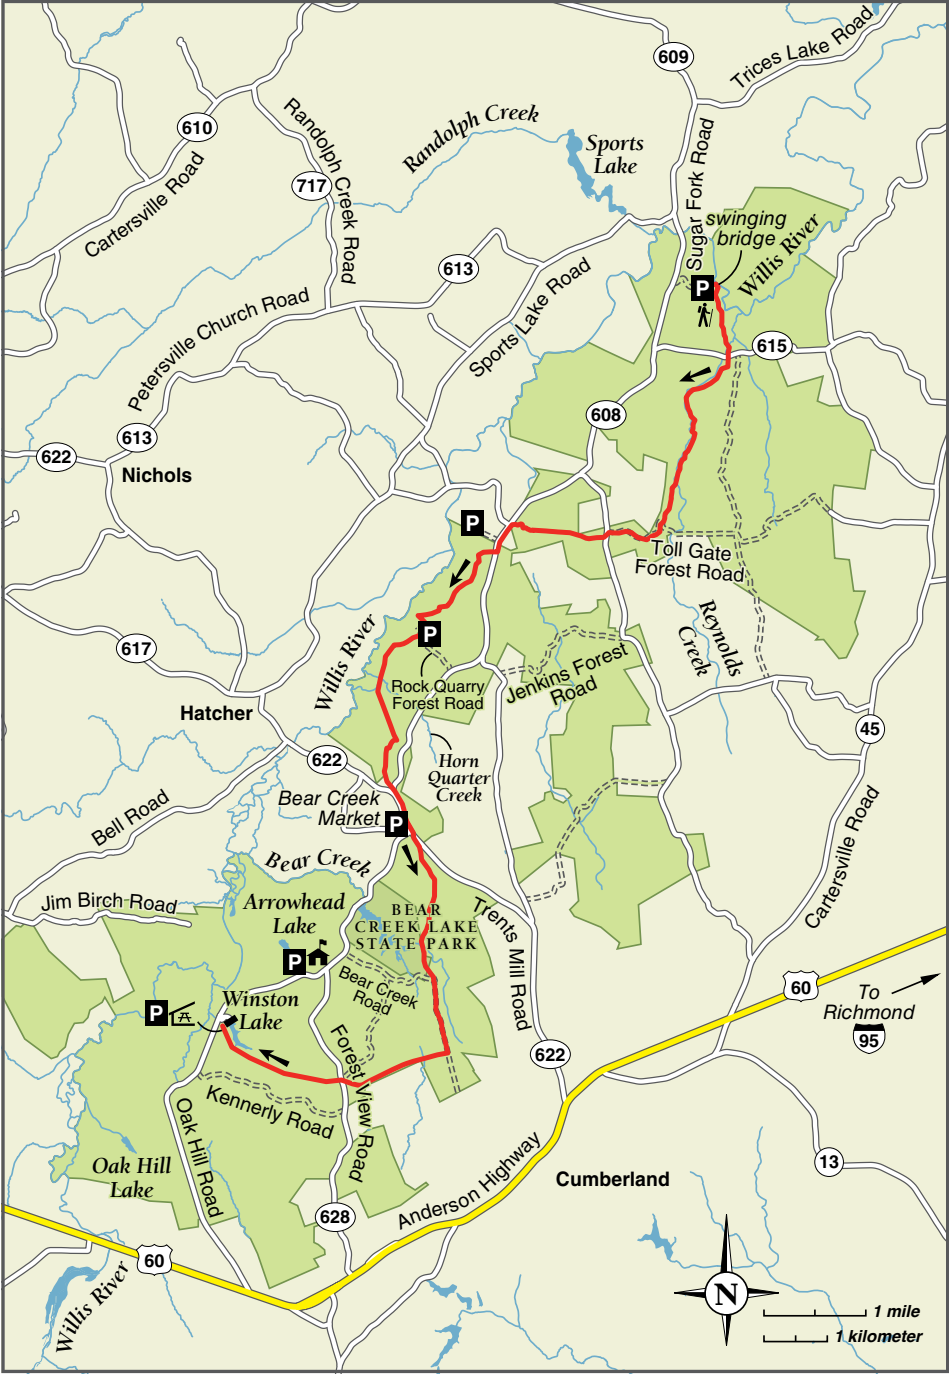 609
Trices Lake Road
610
Randolph Creek Road
Randolph Creek
Sports
Lake
Sugar Fork Road
717
Cartersville Road
swinging
bridge
Willis River
613
P
Petersville Church Road
Sports Lake Road
615
608
613
622
Nichols
P
Toll Gate
Forest Road
Reynolds
Creek
617
Willis River
P
Jenkins Forest
Road
Rock Quarry
Forest Road
Hatcher
45
622
Horn
Quarter
Creek
Bear Creek
Market
P
Bell Road
Cartersville Road
Bear Creek
Jim Birch Road
Arrowhead
Lake
BEAR
CREEK LAKE
STATE PARK
Trents Mill Road
P
Bear Creek
Road
60
To
Richmond
95
Winston
Lake
P
Forest View Road
622
Kennerly Road
Oak Hill Road
Oak Hill
Lake
13
Anderson Highway
Cumberland
628
60
Willis River
N
1 mile
1 kilometer